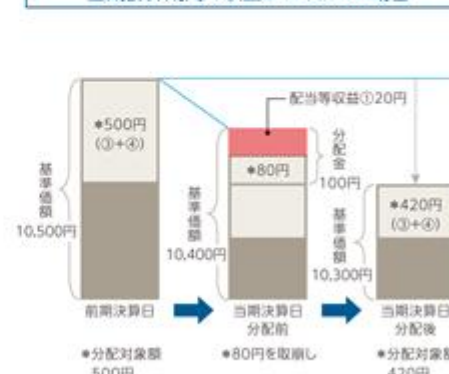 配当等収益①20円
*500円
(③+④)
分配金
100円
*80円
基準価額
10,500円
基準価額
10,400円
基準価額
10,300円
*420円
(③+④)
前期決算日
当期決算日
分配前
当期決算日
分配後
*分配対象額
500円
*80円を取崩し
*分配対象額
420円